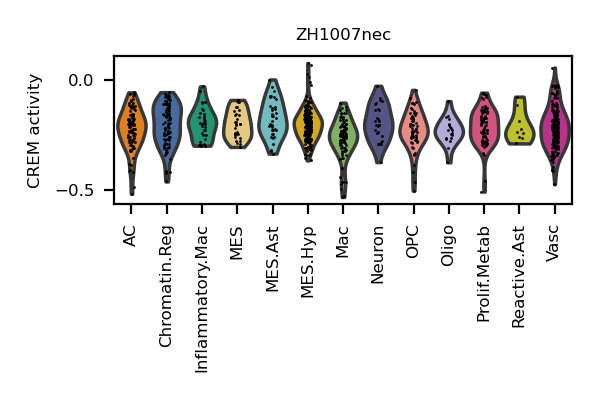 ZH1007nec
CREM activity
0.0
−0.5
AC
Chromatin.Reg
Inflammatory.Mac
MES
MES.Ast
MES.Hyp
Mac
Neuron
OPC
Oligo
Prolif.Metab
Reactive.Ast
Vasc